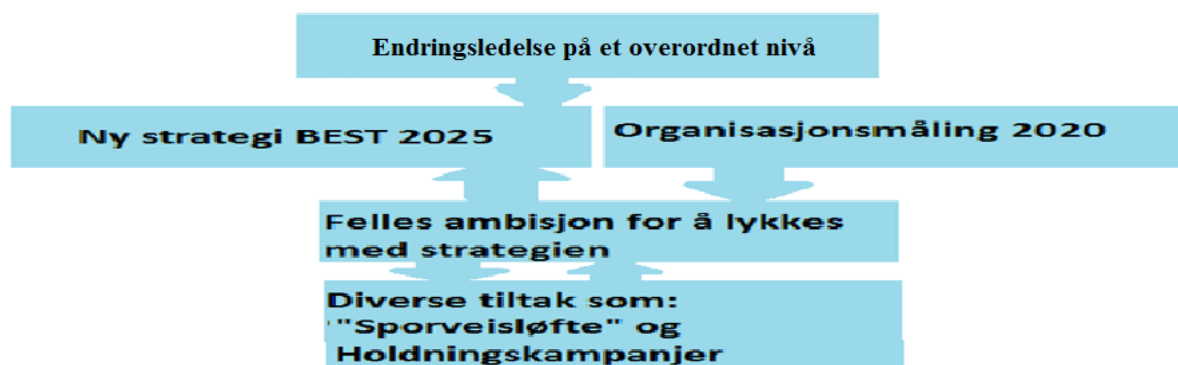 Endringsledelse på et overordnet nivå
Ny strategi BEST 2025
Organisasjonsmåling 2020
Felles ambisjon for å lykkes
med strategien
Diverse tiltak som:
"Sporveisløfte" og
Holdningskampanjer